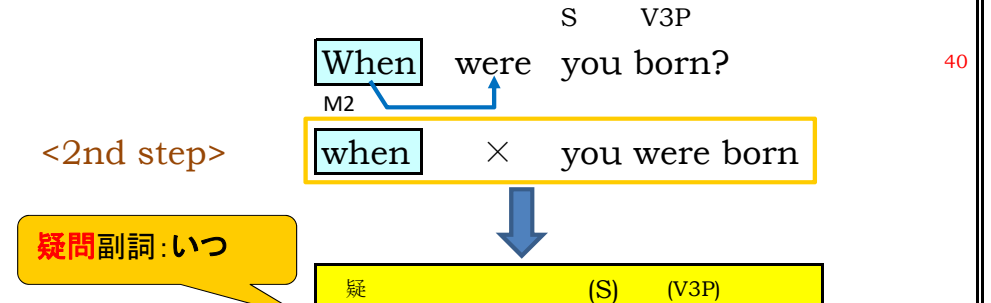 S V3P
When were you born? 40
M2
<2nd step> when × you were born
疑問副詞:いつ
疑 (S) (V3P)